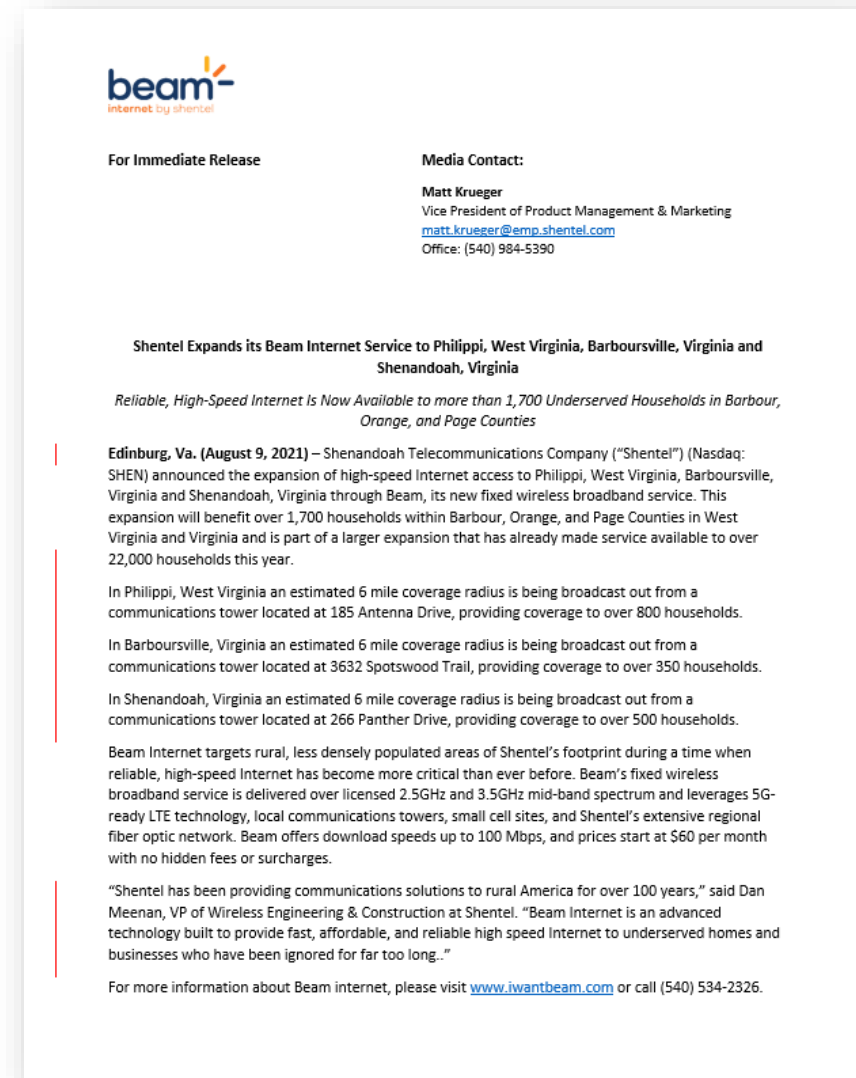 beam
internet by shentel
For Immediate Release
Media Contact:
Matt Krueger
Vice President of Product Management & Marketing
matt.krueger@emp.shentel.com
Office: (540) 984-5390
Shentel Expands its Beam Internet Service to Philippi, West Virginia, Barboursville, Virginia and
Shenandoah, Virginia
Reliable, High-Speed Internet Is Now Available to more than 1,700 Underserved Households in Barbour,
Orange, and Page Counties
Edinburg, Va. (August 9, 2021) – Shenandoah Telecommunications Company (“Shentel”) (Nasdaq:
SHEN) announced the expansion of high-speed Internet access to Philippi, West Virginia, Barboursville,
Virginia and Shenandoah, Virginia through Beam, its new fixed wireless broadband service. This
expansion will benefit over 1,700 households within Barbour, Orange, and Page Counties in West
Virginia and Virginia and is part of a larger expansion that has already made service available to over
22,000 households this year.
In Philippi, West Virginia an estimated 6 mile coverage radius is being broadcast out from a
communications tower located at 185 Antenna Drive, providing coverage to over 800 households.
In Barboursville, Virginia an estimated 6 mile coverage radius is being broadcast out from a
communications tower located at 3632 Spotswood Trail, providing coverage to over 350 households.
In Shenandoah, Virginia an estimated 6 mile coverage radius is being broadcast out from a
communications tower located at 266 Panther Drive, providing coverage to over 500 households.
Beam Internet targets rural, less densely populated areas of Shentel’s footprint during a time when
reliable, high-speed Internet has become more critical than ever before. Beam’s fixed wireless
broadband service is delivered over licensed 2.5GHz and 3.5GHz mid-band spectrum and leverages 5G-
ready LTE technology, local communications towers, small cell sites, and Shentel’s extensive regional
fiber optic network. Beam offers download speeds up to 100 Mbps, and prices start at $60 per month
with no hidden fees or surcharges.
“Shentel has been providing communications solutions to rural America for over 100 years,” said Dan
Meenan, VP of Wireless Engineering & Construction at Shentel. “Beam Internet is an advanced
technology built to provide fast, affordable, and reliable high speed Internet to underserved homes and
businesses who have been ignored for far too long..”
For more information about Beam internet, please visit www.iwantbeam.com or call (540) 534-2326.